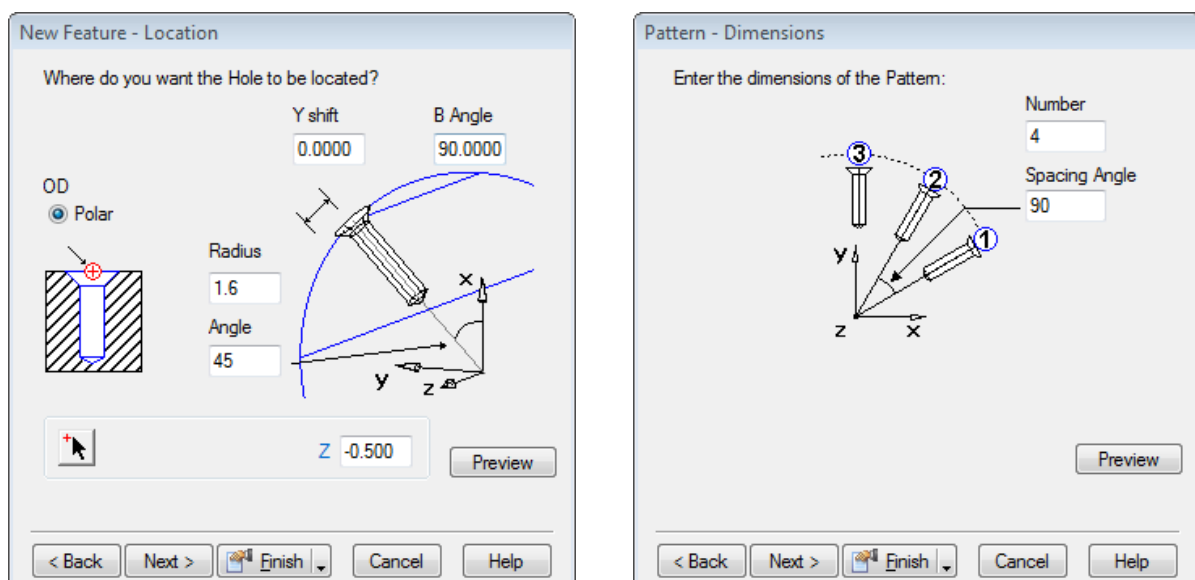 New Feature - Location
Where do you want the Hole to be located?
Y shift
B Angle
0.0000
90.0000
OD
Polar
Radius
1.6
Angle
45
x
y
z
Z
-0.500
Preview
< Back
Next >
Finish
Cancel
Help
Pattern - Dimensions
Enter the dimensions of the Pattern:
Number
4
Spacing Angle
90
3
2
1
y
z
x
Preview
< Back
Next >
Finish
Cancel
Help